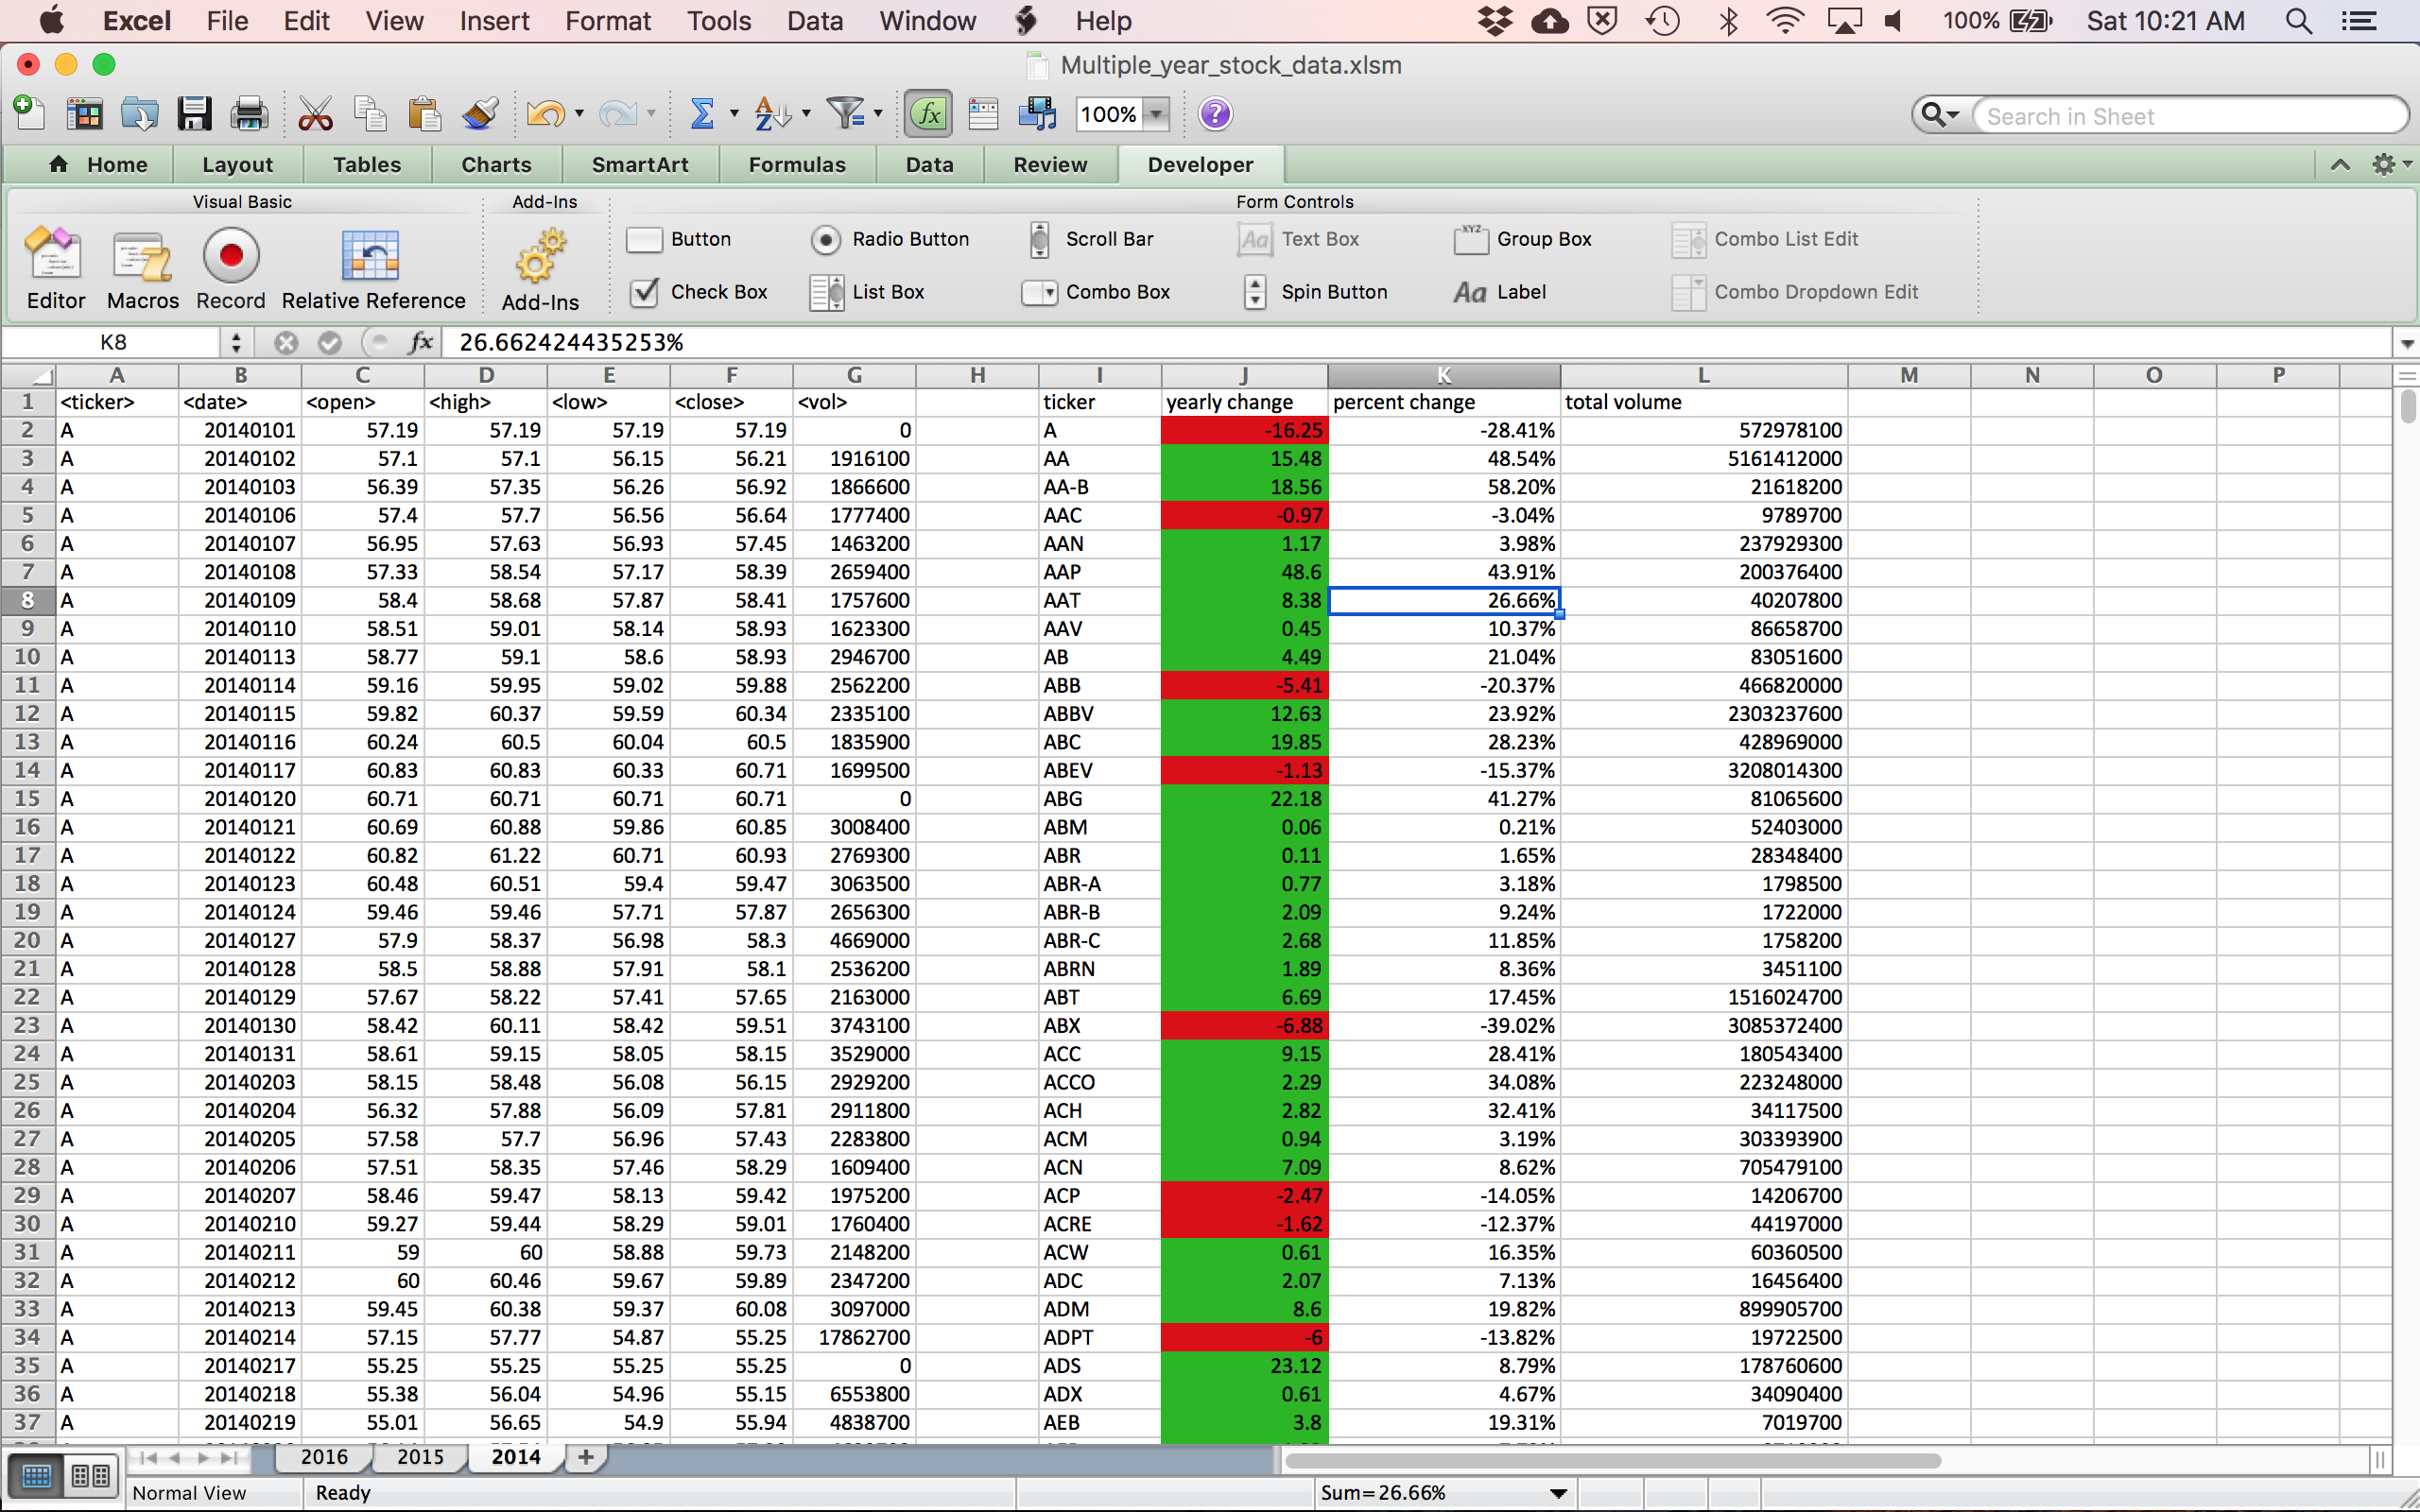 Excel File Edit View Insert Format Tools Data Window Help 100% Sat 10:21 AM
Multiple_year_stock_data.xlsm
100% Search in Sheet
Home Layout Tables Charts SmartArt Formulas Data Review Developer
Visual Basic Add-Ins Form Controls
Button Radio Button Scroll Bar Text Box Group Box Combo List Edit
Check Box List Box Combo Box Spin Button Label Combo Dropdown Edit
Editor Macros Record Relative Reference Add-Ins
K8 fx 26.662424435253%
A B C D E F G H I J K L M N O P
1 <ticker> <date> <open> <high> <low> <close> <vol> ticker yearly change percent change total volume
2 A 20140101 57.19 57.19 57.19 57.19 0 A -16.25 -28.41% 572978100
3 A 20140102 57.1 57.1 56.15 56.21 1916100 AA 15.48 48.54% 5161412000
4 A 20140103 56.39 57.35 56.26 56.92 1866600 AA-B 18.56 58.20% 21618200
5 A 20140106 57.4 57.7 56.56 56.64 1777400 AAC -0.97 -3.04% 9789700
6 A 20140107 56.95 57.63 56.93 57.45 1463200 AAN 1.17 3.98% 237929300
7 A 20140108 57.33 58.54 57.17 58.39 2659400 AAP 48.6 43.91% 200376400
8 A 20140109 58.4 58.68 57.87 58.41 1757600 AAT 8.38 26.66% 40207800
9 A 20140110 58.51 59.01 58.14 58.93 1623300 AAV 0.45 10.37% 86658700
10 A 20140113 58.77 59.1 58.6 58.93 2946700 AB 4.49 21.04% 83051600
11 A 20140114 59.16 59.95 59.02 59.88 2562200 ABB -5.41 -20.37% 466820000
12 A 20140115 59.82 60.37 59.59 60.34 2335100 ABBV 12.63 23.92% 2303237600
13 A 20140116 60.24 60.5 60.04 60.5 1835900 ABC 19.85 28.23% 428969000
14 A 20140117 60.83 60.83 60.33 60.71 1699500 ABEV -1.13 -15.37% 3208014300
15 A 20140120 60.71 60.71 60.71 60.71 0 ABG 22.18 41.27% 81065600
16 A 20140121 60.69 60.88 59.86 60.85 3008400 ABM 0.06 0.21% 52403000
17 A 20140122 60.82 61.22 60.71 60.93 2769300 ABR 0.11 1.65% 28348400
18 A 20140123 60.48 60.51 59.4 59.47 3063500 ABR-A 0.77 3.18% 1798500
19 A 20140124 59.46 59.46 57.71 57.87 2656300 ABR-B 2.09 9.24% 1722000
20 A 20140127 57.9 58.37 56.98 58.3 4669000 ABR-C 2.68 11.85% 1758200
21 A 20140128 58.5 58.88 57.91 58.1 2536200 ABRN 1.89 8.36% 3451100
22 A 20140129 57.67 58.22 57.41 57.65 2163000 ABT 6.69 17.45% 1516024700
23 A 20140130 58.42 60.11 58.42 59.51 3743100 ABX -6.88 -39.02% 3085372400
24 A 20140131 58.61 59.15 58.05 58.15 3529000 ACC 9.15 28.41% 180543400
25 A 20140203 58.15 58.48 56.08 56.15 2929200 ACCO 2.29 34.08% 223248000
26 A 20140204 56.32 57.88 56.09 57.81 2911800 ACH 2.82 32.41% 34117500
27 A 20140205 57.58 57.7 56.96 57.43 2283800 ACM 0.94 3.19% 303393900
28 A 20140206 57.51 58.35 57.46 58.29 1609400 ACN 7.09 8.62% 705479100
29 A 20140207 58.46 59.47 58.13 59.42 1975200 ACP -2.47 -14.05% 14206700
30 A 20140210 59.27 59.44 58.29 59.01 1760400 ACRE -1.62 -12.37% 44197000
31 A 20140211 59 60 58.88 59.73 2148200 ACW 0.61 16.35% 60360500
32 A 20140212 60 60.46 59.67 59.89 2347200 ADC 2.07 7.13% 16456400
33 A 20140213 59.45 60.38 59.37 60.08 3097000 ADM 8.6 19.82% 899905700
34 A 20140214 57.15 57.77 54.87 55.25 17862700 ADPT -6 -13.82% 19722500
35 A 20140217 55.25 55.25 55.25 55.25 0 ADS 23.12 8.79% 178760600
36 A 20140218 55.38 56.04 54.96 55.15 6553800 ADX 0.61 4.67% 34090400
37 A 20140219 55.01 56.65 54.9 55.94 4838700 AEB 3.8 19.31% 7019700
2016 2015 2014 +
Normal View Ready Sum=26.66%